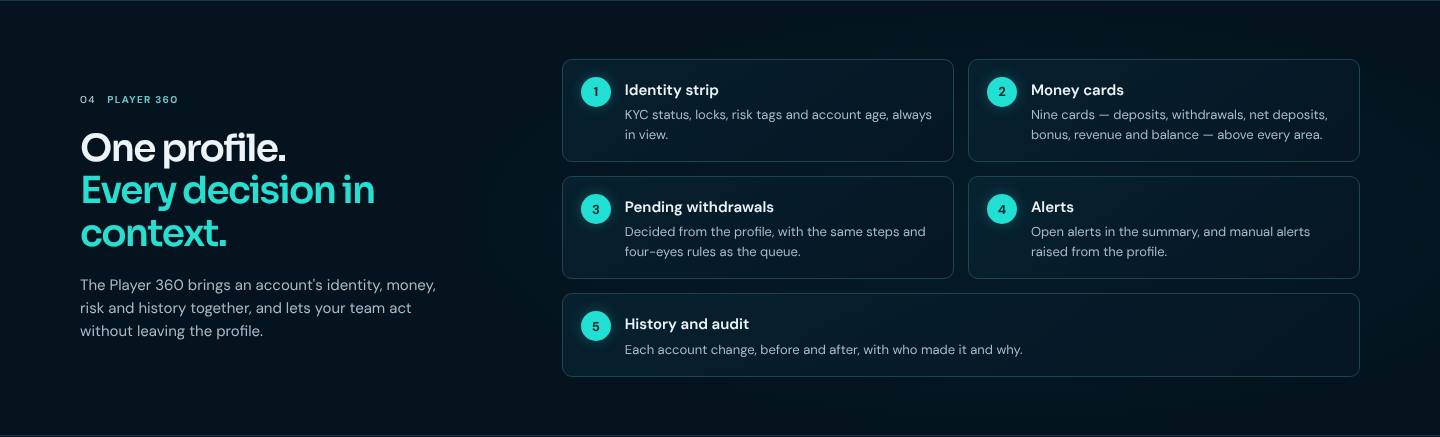 04 PLAYER 360
One profile.
Every decision in
context.
The Player 360 brings an account's identity, money,
risk and history together, and lets your team act
without leaving the profile.
1
Identity strip
KYC status, locks, risk tags and account age, always
in view.
2
Money cards
Nine cards — deposits, withdrawals, net deposits,
bonus, revenue and balance — above every area.
3
Pending withdrawals
Decided from the profile, with the same steps and
four-eyes rules as the queue.
4
Alerts
Open alerts in the summary, and manual alerts
raised from the profile.
5
History and audit
Each account change, before and after, with who made it and why.